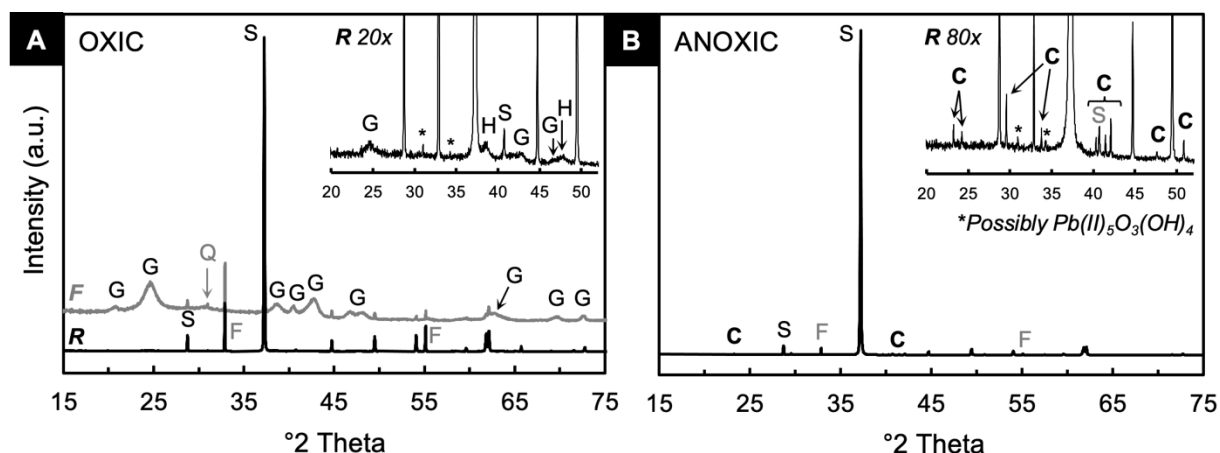 A OXIC
S
R 20x
G
*
*
H
S
G
G
H
20 25 30 36 40 45 50
Intensity (a.u.)
F
G
G
Q
G
G
G
G
G
G
G
S
F
F
R
15 25 35 45 55 65 75
°2 Theta
B ANOXIC
S
R 80x
C
C
*
*
C
S
C
C
20 25 30 36 40 45 50
*Possibly Pb(II)5O3(OH)4
C
S
F
C
F
15 25 35 45 55 65 75
°2 Theta